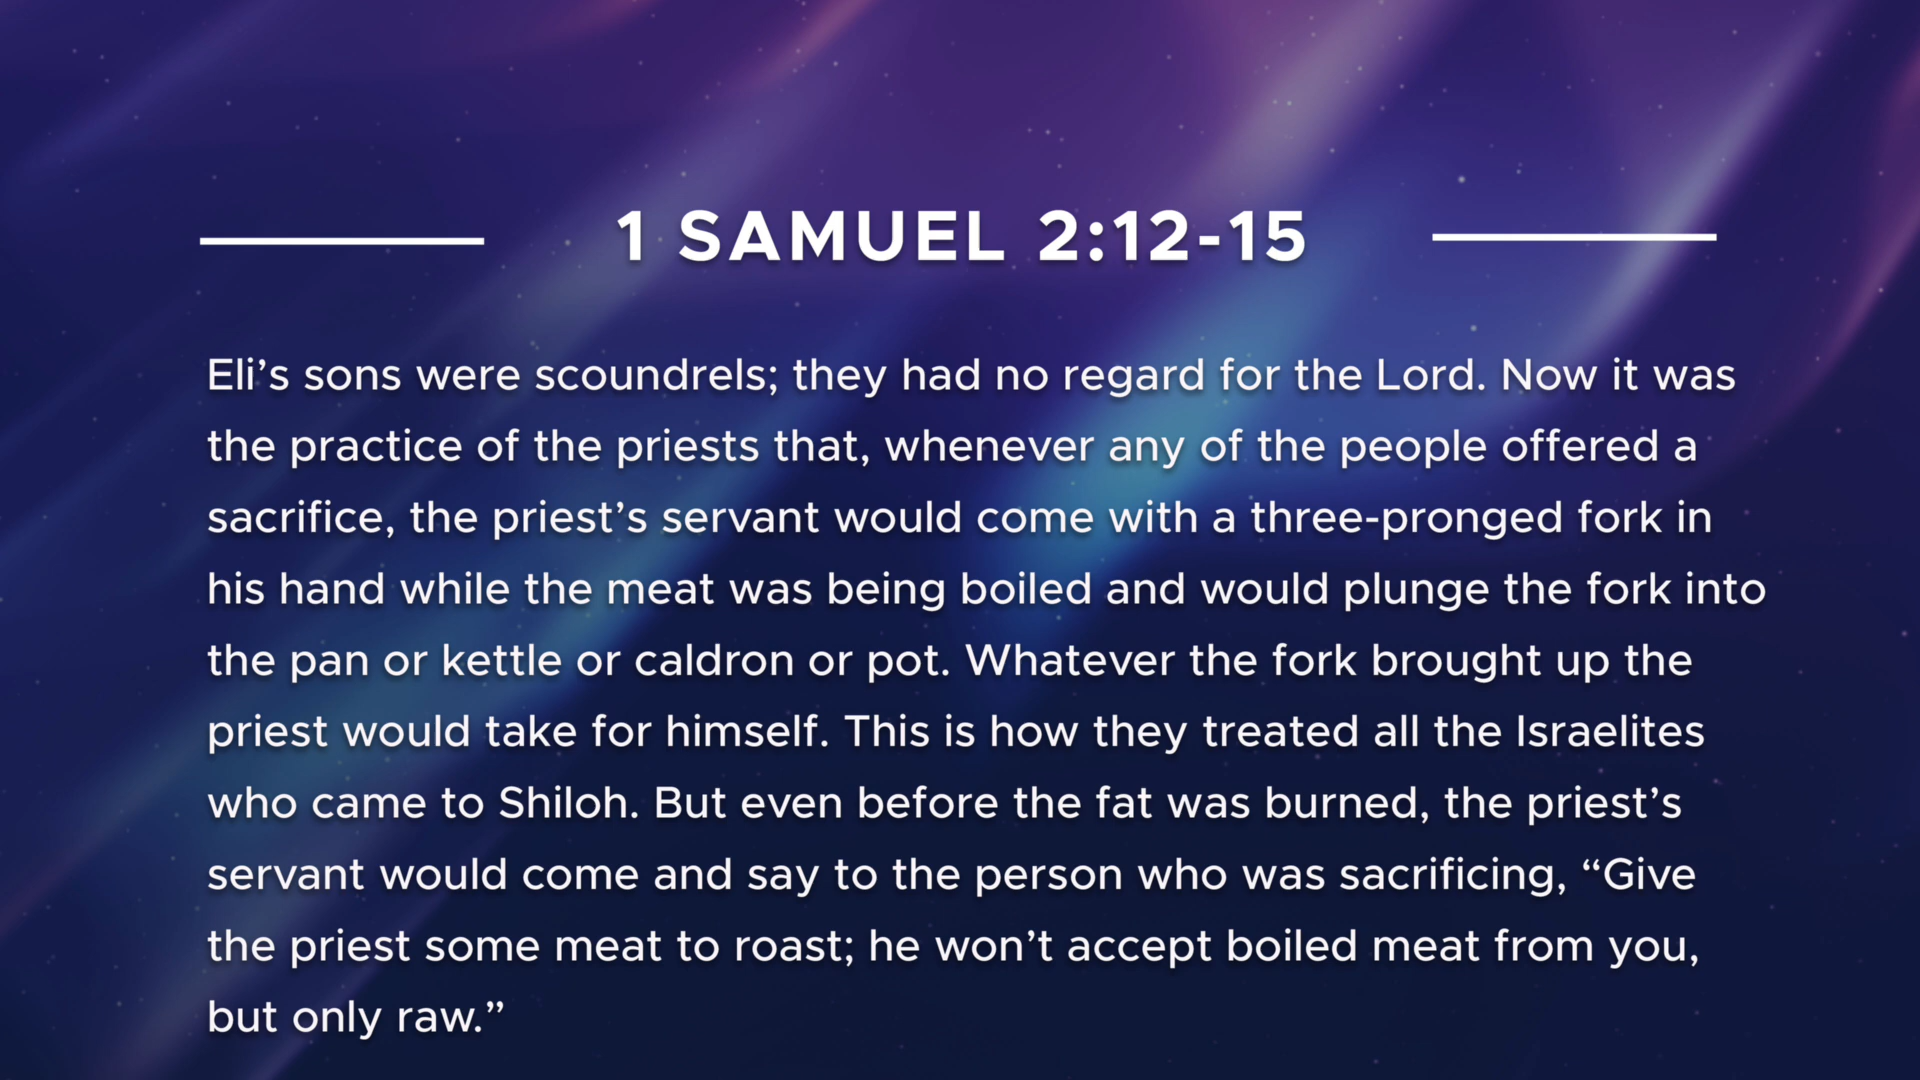 1 SAMUEL 2:12-15
Eli’s sons were scoundrels; they had no regard for the Lord. Now it was
the practice of the priests that, whenever any of the people offered a
sacrifice, the priest’s servant would come with a three-pronged fork in
his hand while the meat was being boiled and would plunge the fork into
the pan or kettle or caldron or pot. Whatever the fork brought up the
priest would take for himself. This is how they treated all the Israelites
who came to Shiloh. But even before the fat was burned, the priest’s
servant would come and say to the person who was sacrificing, “Give
the priest some meat to roast; he won’t accept boiled meat from you,
but only raw.”